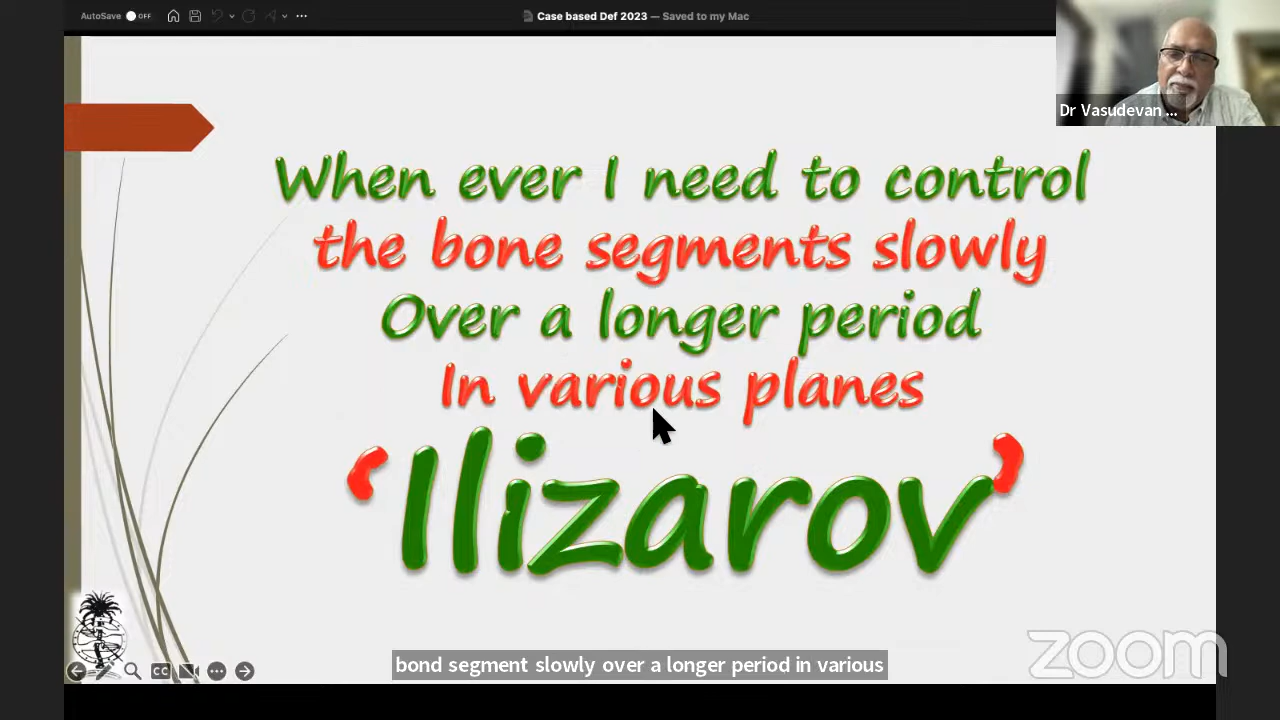 AutoSave OFF
Case based Def 2023 — Saved to my Mac
Dr Vasudevan ...
When ever I need to control
the bone segments slowly
Over a longer period
In various planes
‘Ilizarov’
CC
bond segment slowly over a longer period in various
zoom